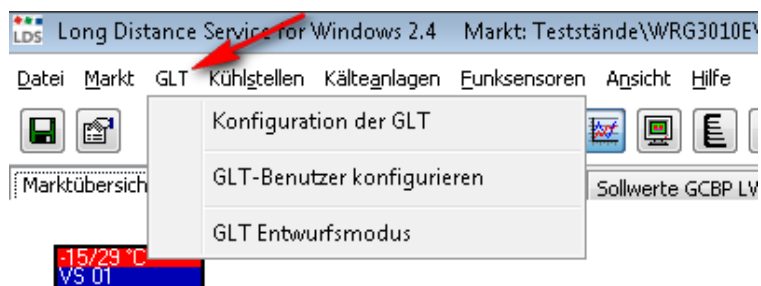 LDS Long Distance Service for Windows 2.4 Markt: Teststände\WRG3010E
Datei Markt GLT Kühlstellen Kälteanlagen Funksensoren Ansicht Hilfe
Konfiguration der GLT
Marktübersich GLT-Benutzer konfigurieren Sollwerte GCBP LV
GLT Entwurfsmodus
-15/29 °C
VS 01